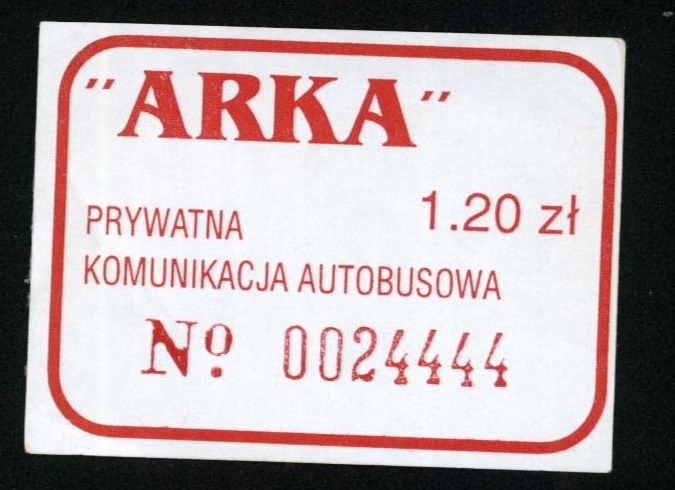 "ARKA"
1.20 zł
PRYWATNA
KOMUNIKACJA AUTOBUSOWA
Nº 0024444